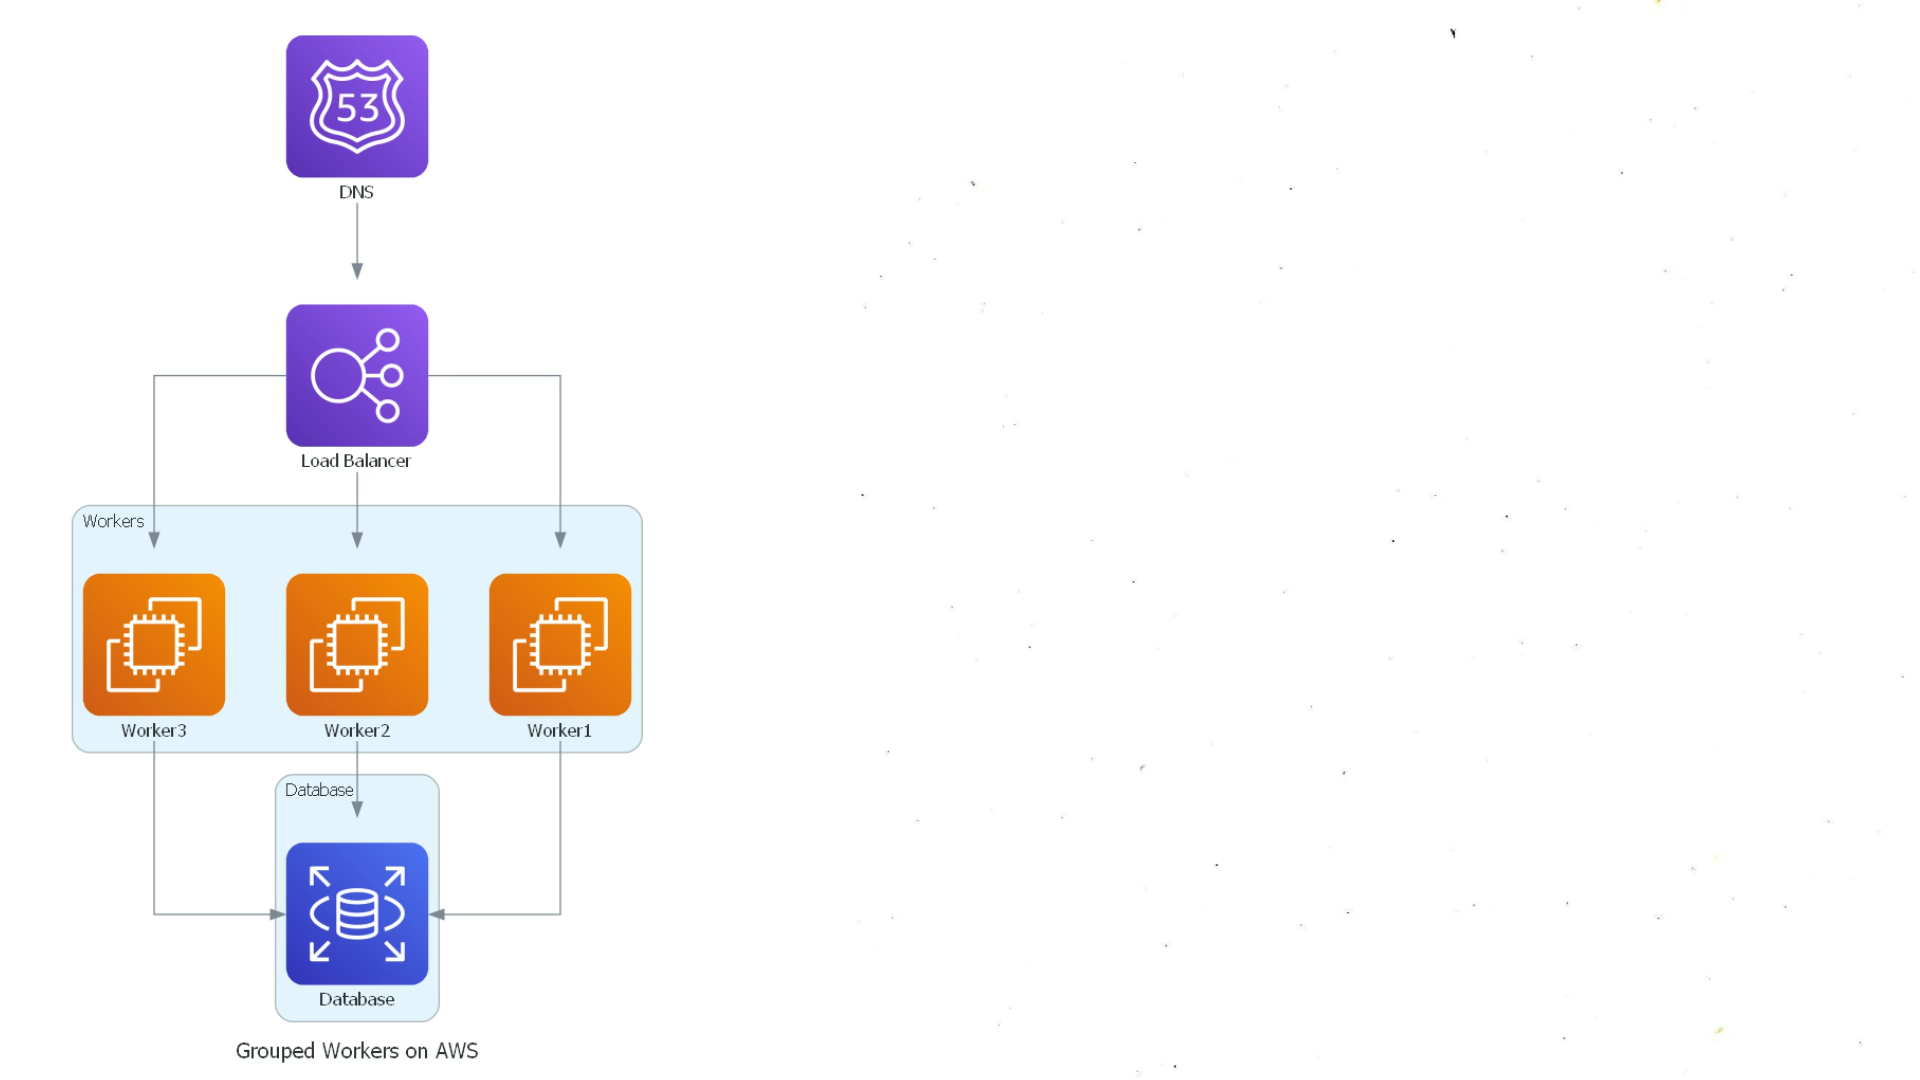 53
DNS
Load Balancer
Workers
Worker3
Worker2
Worker1
Database
Database
Grouped Workers on AWS